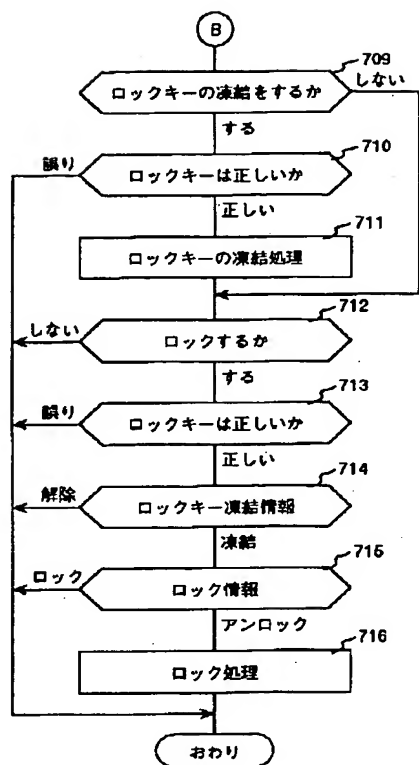 B
709
ロックキーの凍結をするか
しない
する
710
誤り
ロックキーは正しいか
正しい
711
ロックキーの凍結処理
712
しない
ロックするか
する
713
誤り
ロックキーは正しいか
正しい
714
解除
ロックキー凍結情報
凍結
715
ロック
ロック情報
アンロック
716
ロック処理
おわり